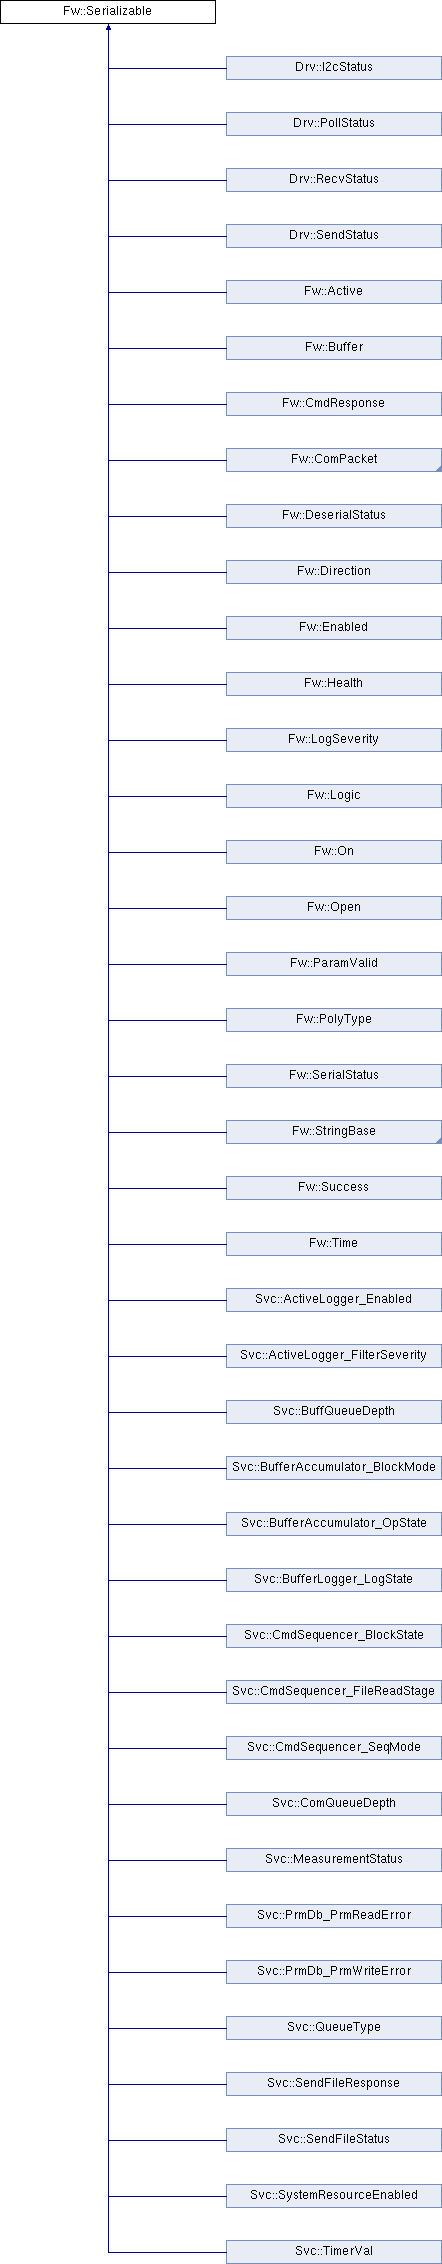 Fw::Serializable
Drv::I2cStatus
Drv::PollStatus
Drv::RecvStatus
Drv::SendStatus
Fw::Active
Fw::Buffer
Fw::CmdResponse
Fw::ComPacket
Fw::DeserialStatus
Fw::Direction
Fw::Enabled
Fw::Health
Fw::LogSeverity
Fw::Logic
Fw::On
Fw::Open
Fw::ParamValid
Fw::PolyType
Fw::SerialStatus
Fw::StringBase
Fw::Success
Fw::Time
Svc::ActiveLogger_Enabled
Svc::ActiveLogger_FilterSeverity
Svc::BuffQueueDepth
Svc::BufferAccumulator_BlockMode
Svc::BufferAccumulator_OpState
Svc::BufferLogger_LogState
Svc::CmdSequencer_BlockState
Svc::CmdSequencer_FileReadStage
Svc::CmdSequencer_SeqMode
Svc::ComQueueDepth
Svc::MeasurementStatus
Svc::PrmDb_PrmReadError
Svc::PrmDb_PrmWriteError
Svc::QueueType
Svc::SendFileResponse
Svc::SendFileStatus
Svc::SystemResourceEnabled
Svc::TimerVal